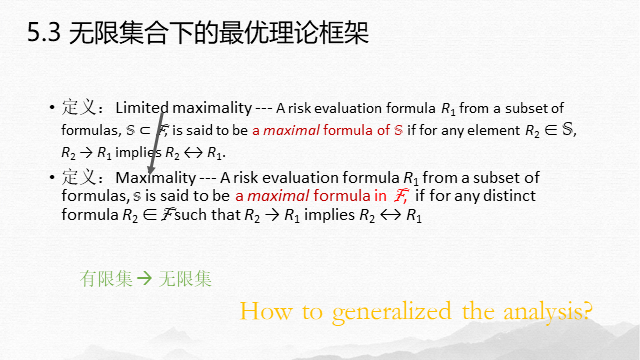 5.3 无限集合下的最优理论框架
• 定义：Limited maximality --- A risk evaluation formula R₁ from a subset of
formulas, 𝕊 ⊂ ℱ, is said to be a maximal formula of 𝕊 if for any element R₂ ∈ 𝕊,
R₂ → R₁ implies R₂ ↔ R₁.
• 定义：Maximality --- A risk evaluation formula R₁ from a subset of
formulas, 𝕊 is said to be a maximal formula in ℱ, if for any distinct
formula R₂ ∈ ℱ such that R₂ → R₁ implies R₂ ↔ R₁
有限集 → 无限集
How to generalized the analysis?